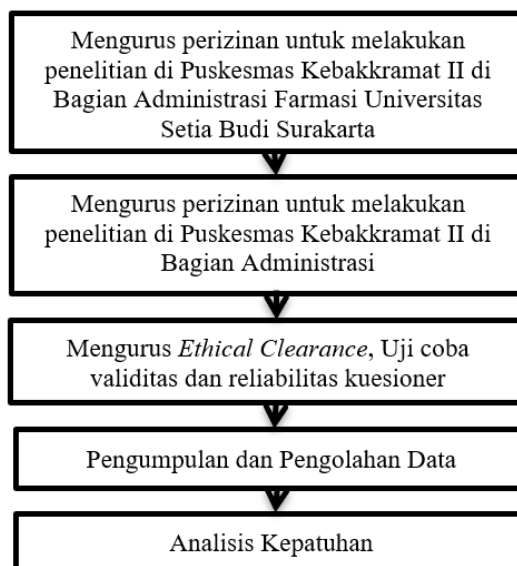 Mengurus perizinan untuk melakukan
penelitian di Puskesmas Kebakkramat II di
Bagian Administrasi Farmasi Universitas
Setia Budi Surakarta
Mengurus perizinan untuk melakukan
penelitian di Puskesmas Kebakkramat II di
Bagian Administrasi
Mengurus Ethical Clearance, Uji coba
validitas dan reliabilitas kuesioner
Pengumpulan dan Pengolahan Data
Analisis Kepatuhan